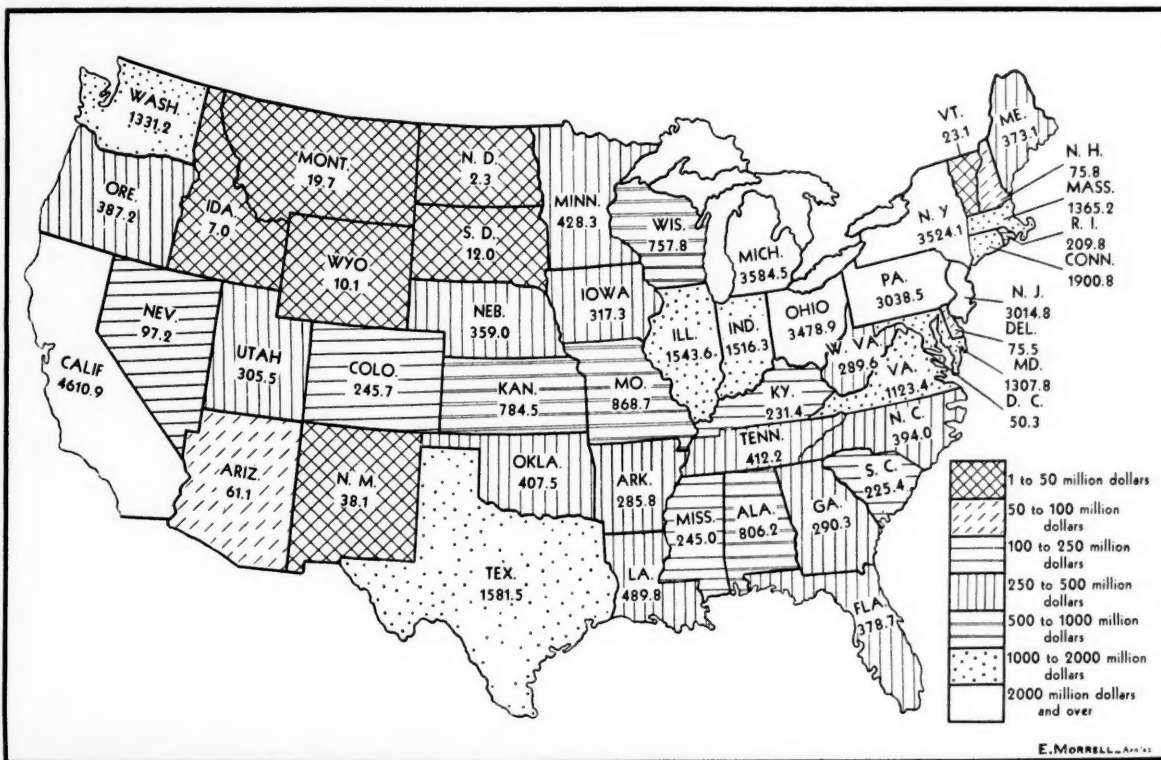 WASH.
1331.2
ORE.
387.2
CALIF
4610.9
NEV.
97.2
IDA.
7.0
MONT.
19.7
WYO
10.1
UTAH
305.5
ARIZ.
61.1
COLO.
245.7
N. M.
38.1
N. D.
2.3
S. D.
12.0
NEB.
359.0
KAN.
784.5
OKLA.
407.5
TEX.
1581.5
MINN.
428.3
IOWA
317.3
MO.
868.7
ARK.
285.8
LA.
489.8
WIS.
757.8
ILL.
1543.6
MICH.
3584.5
IND.
1516.3
OHIO
3478.9
KY.
231.4
TENN.
412.2
MISS.
245.0
ALA.
806.2
GA.
290.3
FLA.
378.7
S. C.
225.4
N. C.
394.0
VA.
1123.4
W. VA.
289.6
PA.
3038.5
N. Y
3524.1
VT.
23.1
ME.
373.1
N. H.
75.8
MASS.
1365.2
R. I.
209.8
CONN.
1900.8
N. J.
3014.8
DEL.
75.5
MD.
1307.8
D. C.
50.3
1 to 50 million dollars
50 to 100 million
dollars
100 to 250 million
dollars
250 to 500 million
dollars
500 to 1000 million
dollars
1000 to 2000 million
dollars
2000 million dollars
and over
E. MORRELL